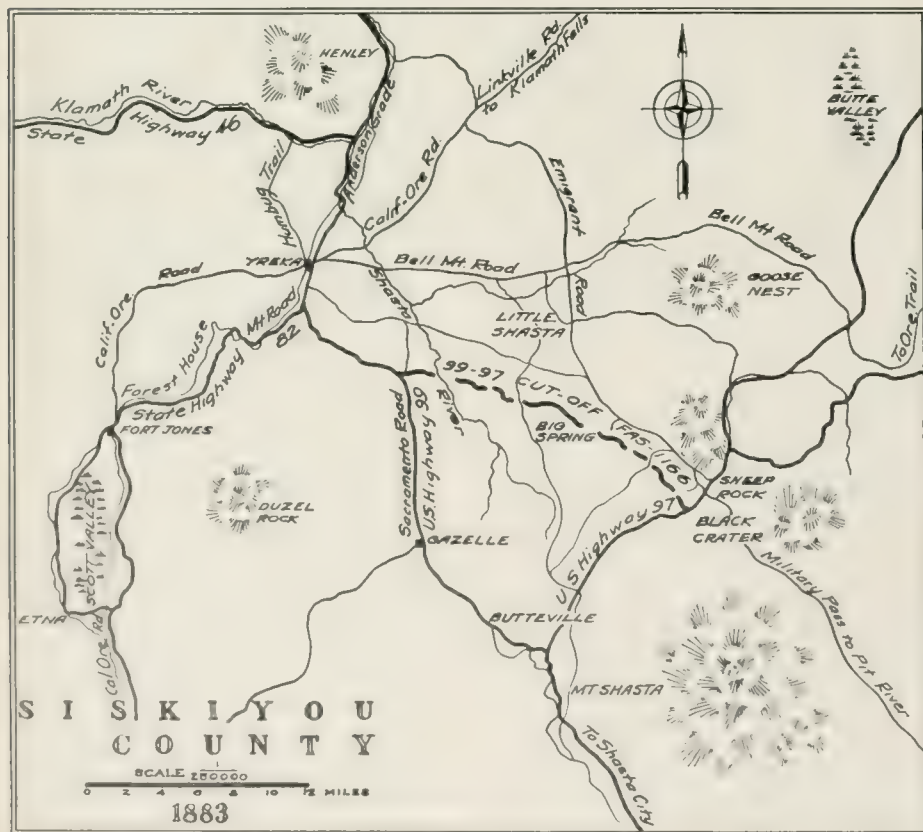 HENLEY
Linkville Rd.
to Klamath Falls
Klamath River
State Highway No
BUTTE
VALLEY
Anderson Grade
Humbug Trail
Calif.-Ore Rd.
Emigrant
Road
Bell Mt Road
YREKA
Bell Mt. Road
Calif.-Ore Road
Shasta
River
GOOSE
NEST
LITTLE
SHASTA
Mt Road
82
To Ore Trail
Forest House
State Highway
99-97 CUT-OFF
FORT JONES
BIG
SPRING
FAS 1166
Sacramento Road
U.S. Highway 99
SCOTT VALLEY
DUZEL
ROCK
SHEEP
ROCK
U S Highway 97
BLACK
CRATER
GAZELLE
Military Pass to Pit River
ETNA
Cal Ore Rd
BUTTEVILLE
MT SHASTA
To Shasta City
SISKIYOU
COUNTY
SCALE 1/250000
0 2 4 6 8 10 12 MILES
1883